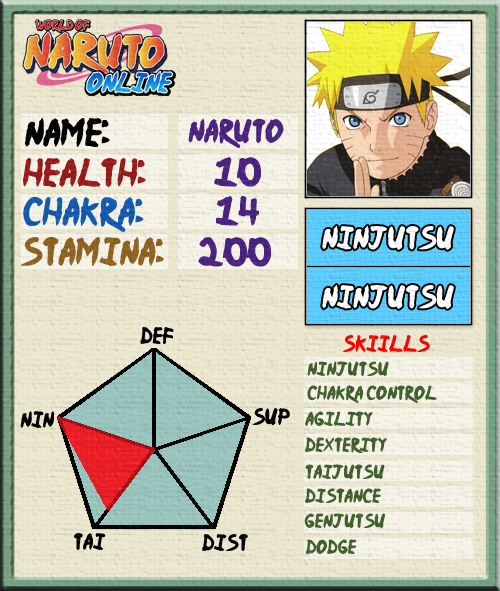 WORLD OF
NARUTO
ONLINE
NAME: NARUTO
HEALTH: 10
CHAKRA: 14
STAMINA: 200
NINJUTSU
NINJUTSU
SKIILLS
NINJUTSU
CHAKRA CONTROL
AGILITY
DEXTERITY
TAIJUTSU
DISTANCE
GENJUTSU
DODGE
DEF
NIN
SUP
TAI
DIST